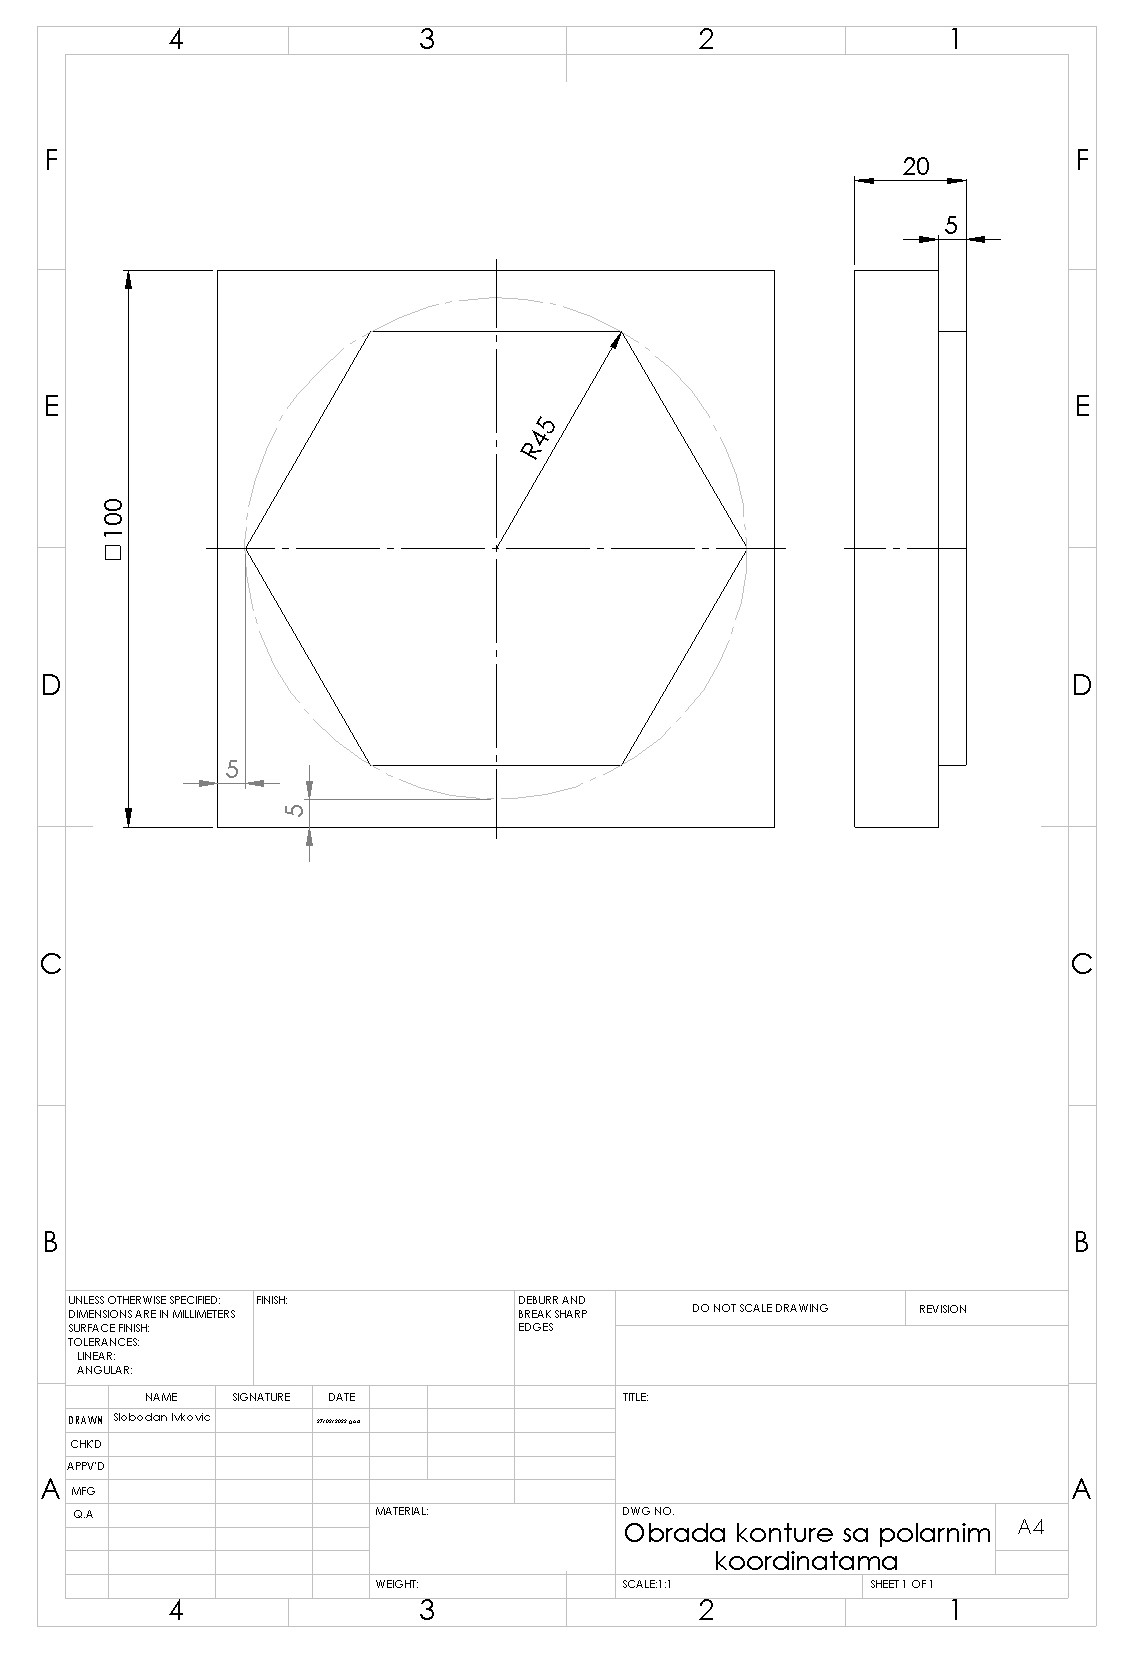 4 3 2 1
F F
20
5
E E
R45
□100
D D
5
5
C C
B B
UNLESS OTHERWISE SPECIFIED:
DIMENSIONS ARE IN MILLIMETERS
SURFACE FINISH:
TOLERANCES:
LINEAR:
ANGULAR:
FINISH:
DEBURR AND
BREAK SHARP
EDGES
DO NOT SCALE DRAWING
REVISION
NAME SIGNATURE DATE
TITLE:
DRAWN Slobodan Ivkovic
CHK'D
APPV'D
A A
MFG
Q.A
MATERIAL:
DWG NO.
Obrada konture sa polarnim
koordinatama
A4
WEIGHT:
SCALE:1:1
SHEET 1 OF 1
4 3 2 1